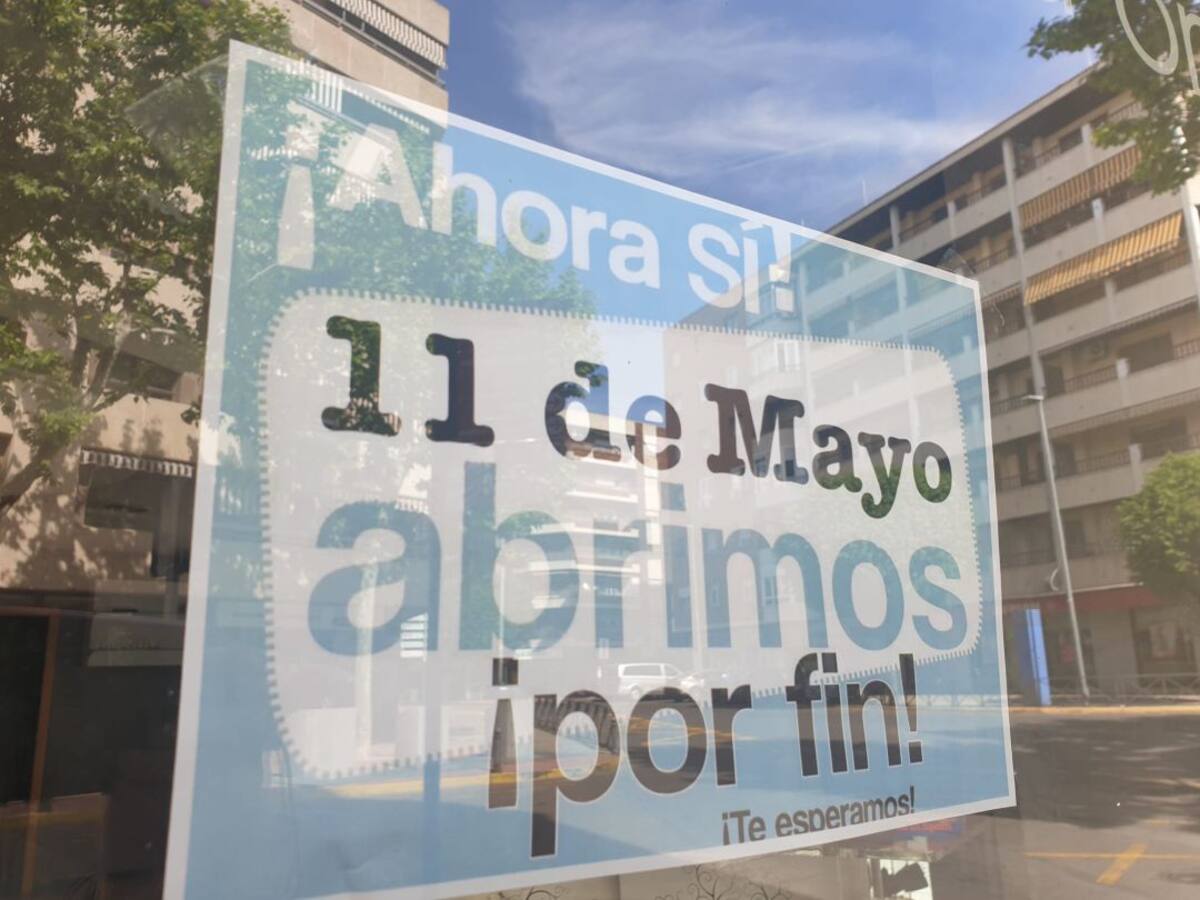 ¡Ahora Sí!
11 de Mayo
abrimos
¡por fin!
¡Te esperamos!